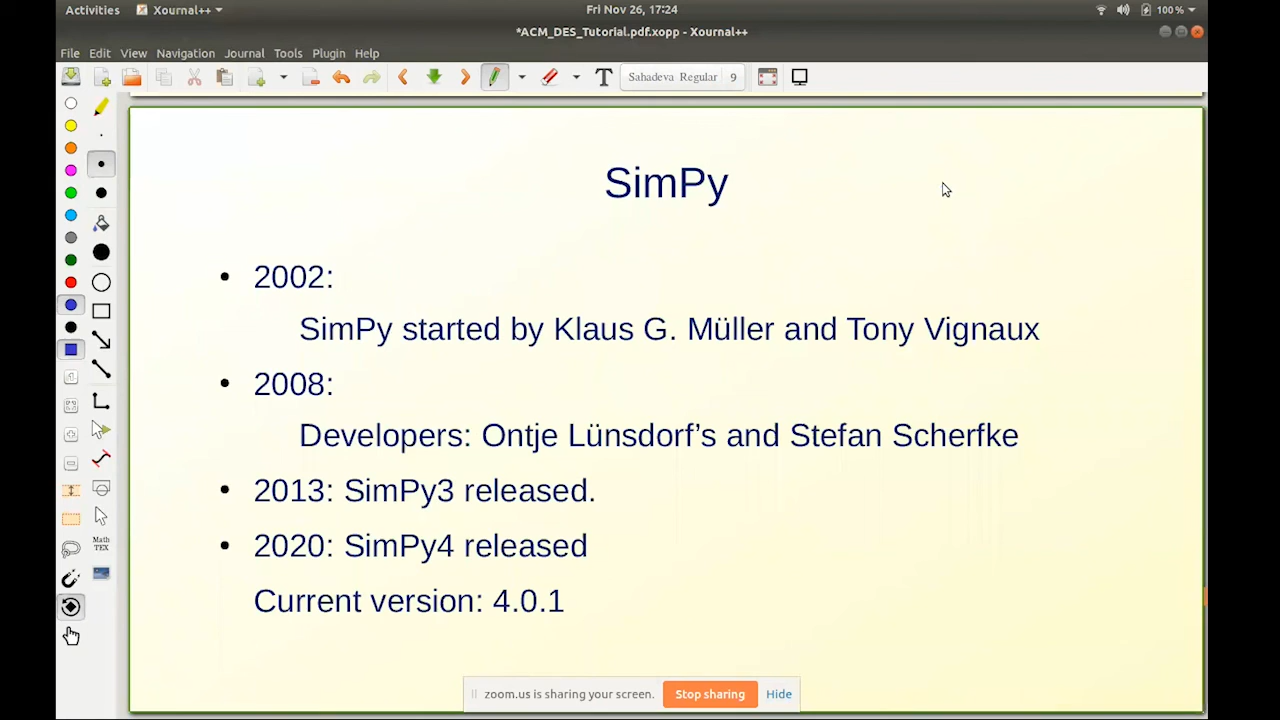 Activities Xournal++ Fri Nov 26, 17:24 100 %
*ACM_DES_Tutorial.pdf.xopp - Xournal++
File Edit View Navigation Journal Tools Plugin Help
Sahadeva Regular 9
SimPy
• 2002:
SimPy started by Klaus G. Müller and Tony Vignaux
• 2008:
Developers: Ontje Lünsdorf’s and Stefan Scherfke
• 2013: SimPy3 released.
• 2020: SimPy4 released
Math
TEX
Current version: 4.0.1
zoom.us is sharing your screen. Stop sharing Hide